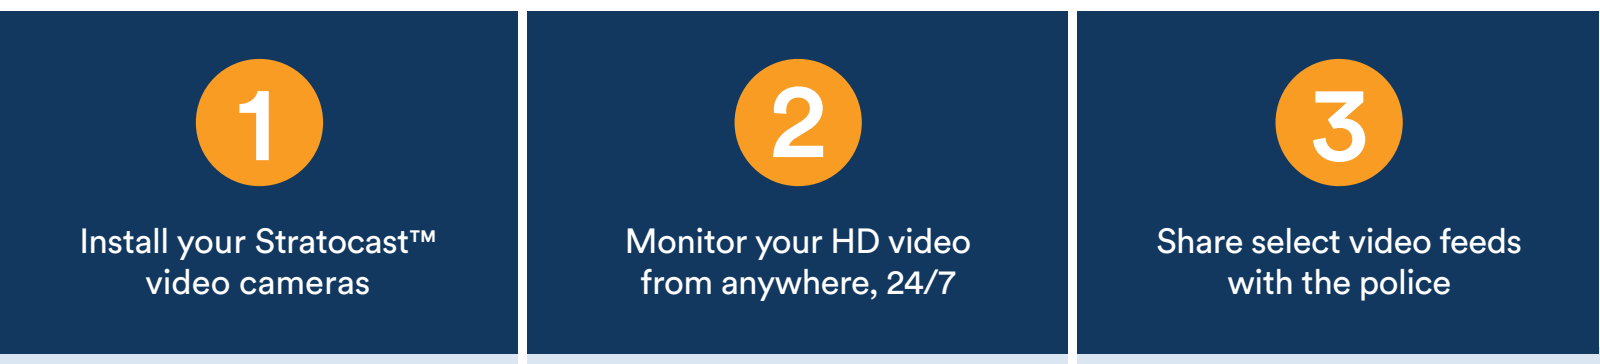 1
Install your Stratocast™
video cameras
2
Monitor your HD video
from anywhere, 24/7
3
Share select video feeds
with the police